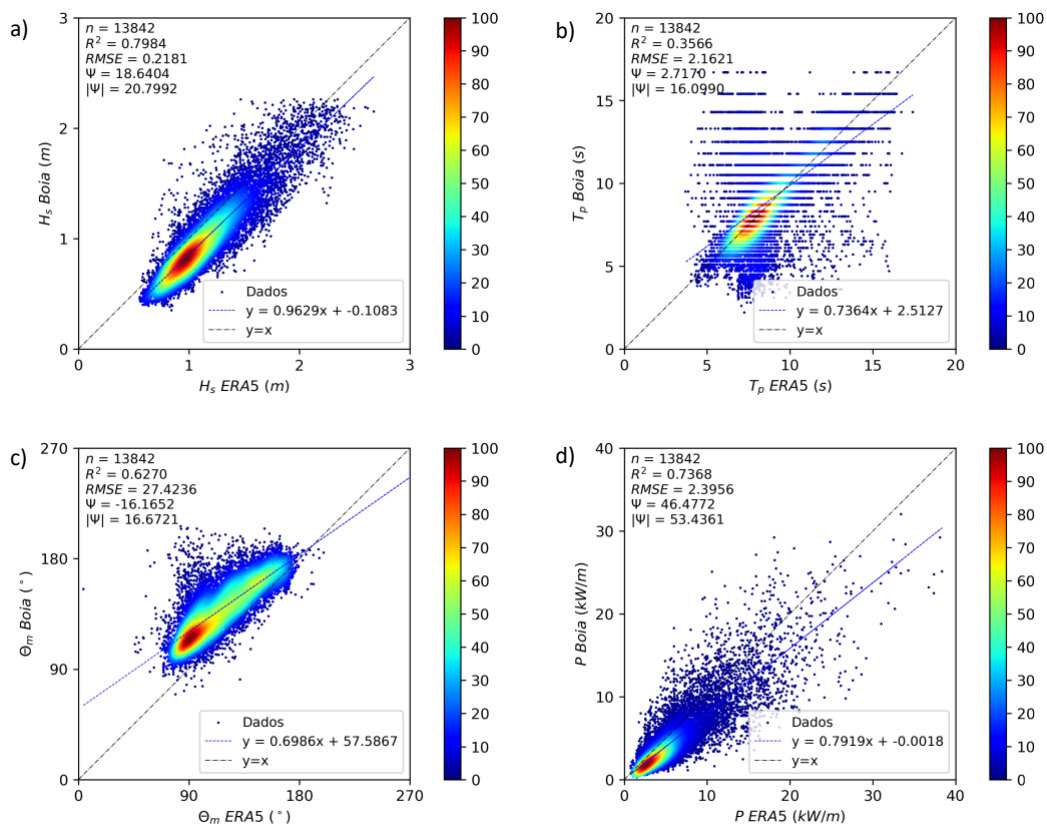 a)
n = 13842
R² = 0.7984
RMSE = 0.2181
Ψ = 18.6404
|Ψ| = 20.7992
H_s Boia (m)
3
2
1
0
Dados
y = 0.9629x + -0.1083
y=x
0 1 2 3
H_s ERA5 (m)
100
90
80
70
60
50
40
30
20
10
0
b)
n = 13842
R² = 0.3566
RMSE = 2.1621
Ψ = 2.7170
|Ψ| = 16.0990
T_p Boia (s)
20
15
10
5
0
Dados
y = 0.7364x + 2.5127
y=x
0 5 10 15 20
T_p ERA5 (s)
100
90
80
70
60
50
40
30
20
10
0
c)
n = 13842
R² = 0.6270
RMSE = 27.4236
Ψ = -16.1652
|Ψ| = 16.6721
Θ_m Boia (°)
270
180
90
0
Dados
y = 0.6986x + 57.5867
y=x
0 90 180 270
Θ_m ERA5 (°)
100
90
80
70
60
50
40
30
20
10
0
d)
n = 13842
R² = 0.7368
RMSE = 2.3956
Ψ = 46.4772
|Ψ| = 53.4361
P Boia (kW/m)
40
30
20
10
0
Dados
y = 0.7919x + -0.0018
y=x
0 10 20 30 40
P ERA5 (kW/m)
100
90
80
70
60
50
40
30
20
10
0